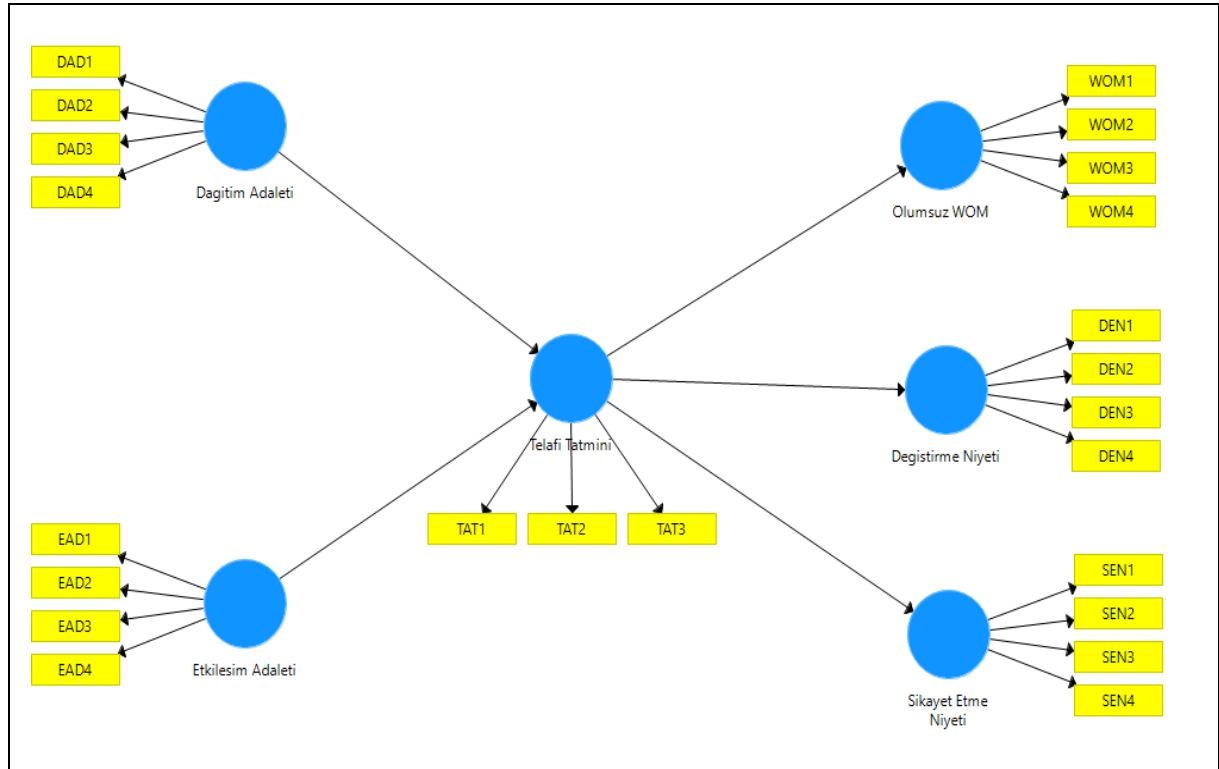 DAD1
DAD2
DAD3
DAD4
Dagitim Adaleti
WOM1
WOM2
WOM3
WOM4
Olumsuz WOM
Telafi Tatmini
TAT1
TAT2
TAT3
DEN1
DEN2
DEN3
DEN4
Degistirme Niyeti
EAD1
EAD2
EAD3
EAD4
Etkilesim Adaleti
SEN1
SEN2
SEN3
SEN4
Sikayet Etme
Niyeti